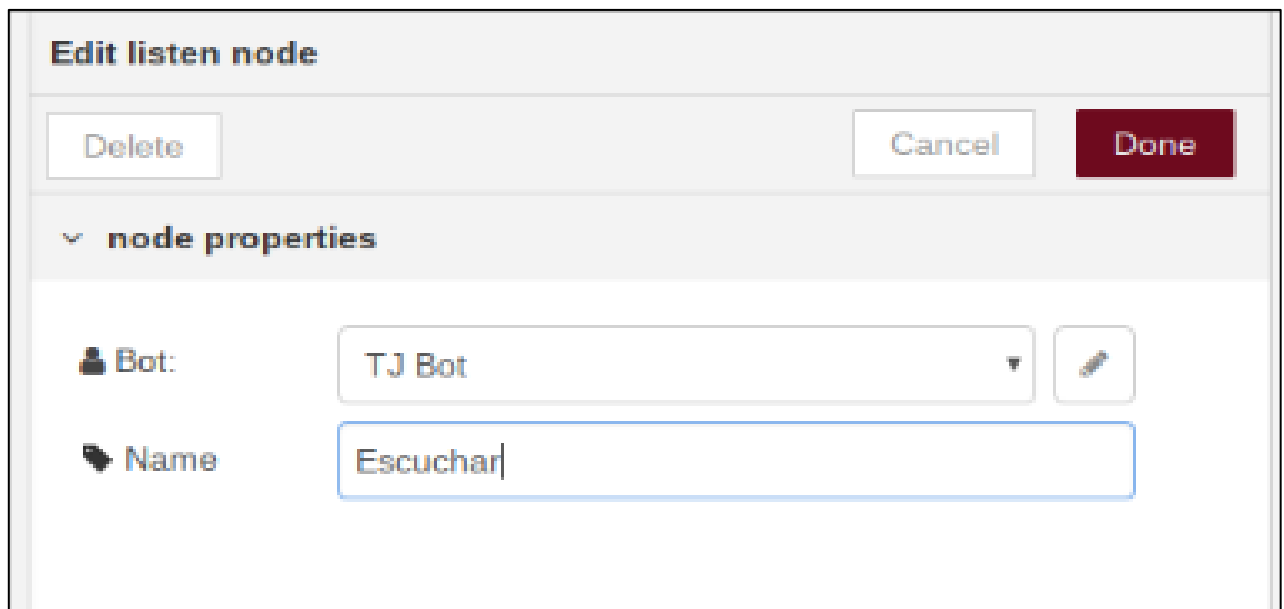 Edit listen node
Delete Cancel Done
node properties
Bot: TJ Bot
Name Escuchar